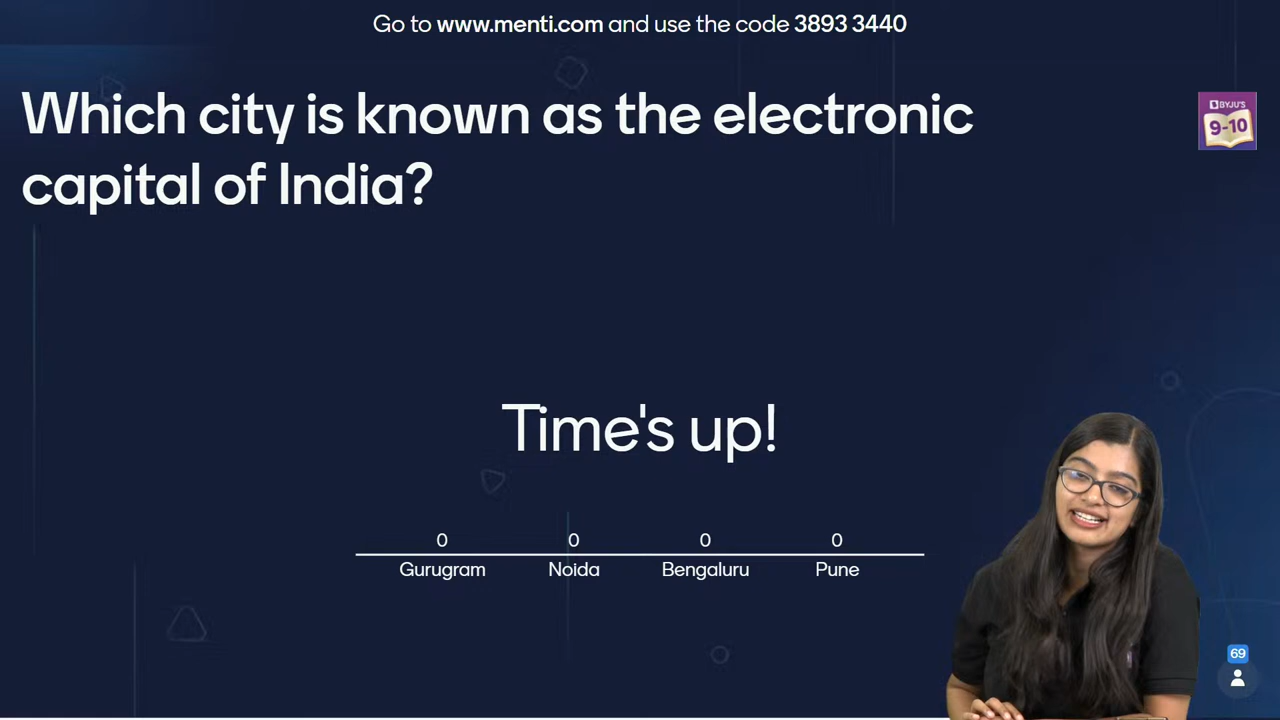 Go to www.menti.com and use the code 3893 3440
Which city is known as the electronic
capital of India?
BYJU'S
9-10
Time's up!
0 0 0 0
Gurugram Noida Bengaluru Pune
69